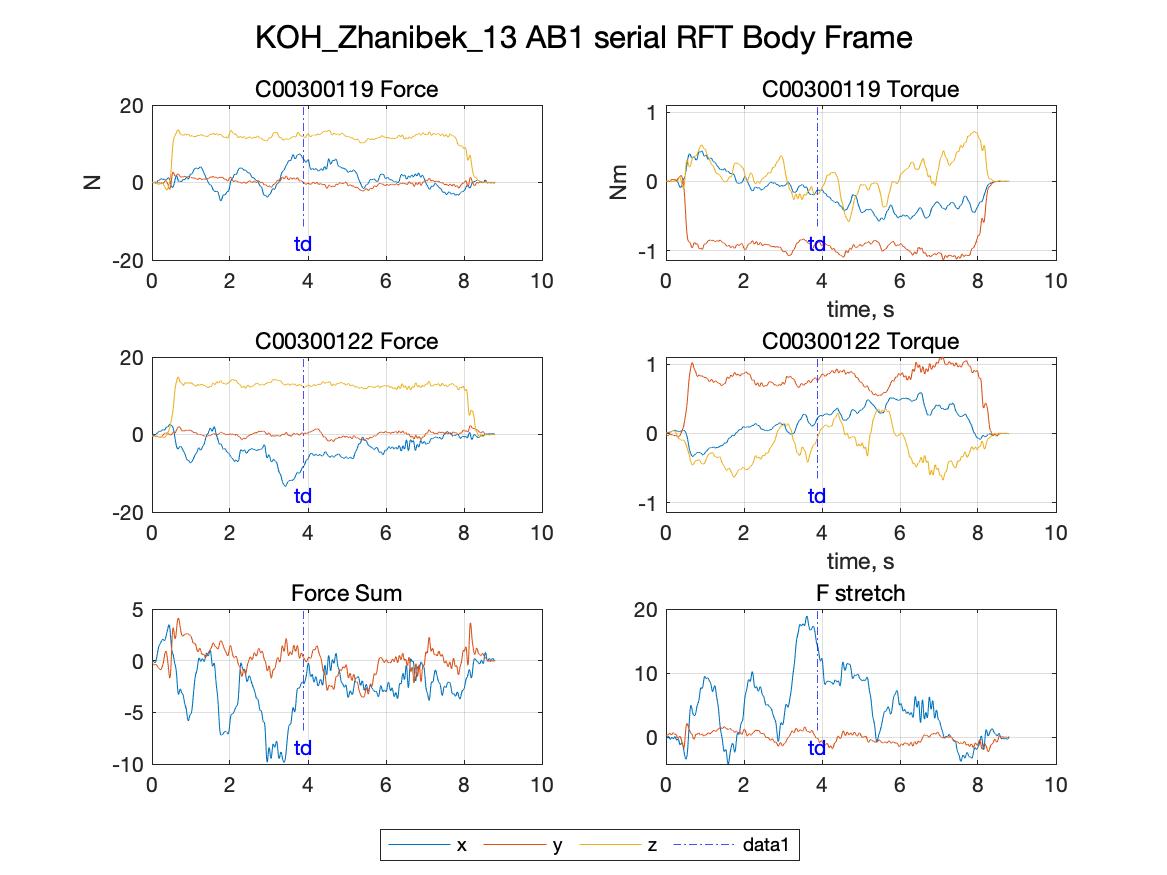 KOH_Zhanibek_13 AB1 serial RFT Body Frame
C00300119 Force
20
0
-20
N
td
0 2 4 6 8 10
C00300119 Torque
1
0
-1
Nm
td
0 2 4 6 8 10
time, s
C00300122 Force
20
0
-20
td
0 2 4 6 8 10
C00300122 Torque
1
0
-1
td
0 2 4 6 8 10
time, s
Force Sum
5
0
-5
-10
td
0 2 4 6 8 10
F stretch
20
10
0
td
0 2 4 6 8 10
x y z data1